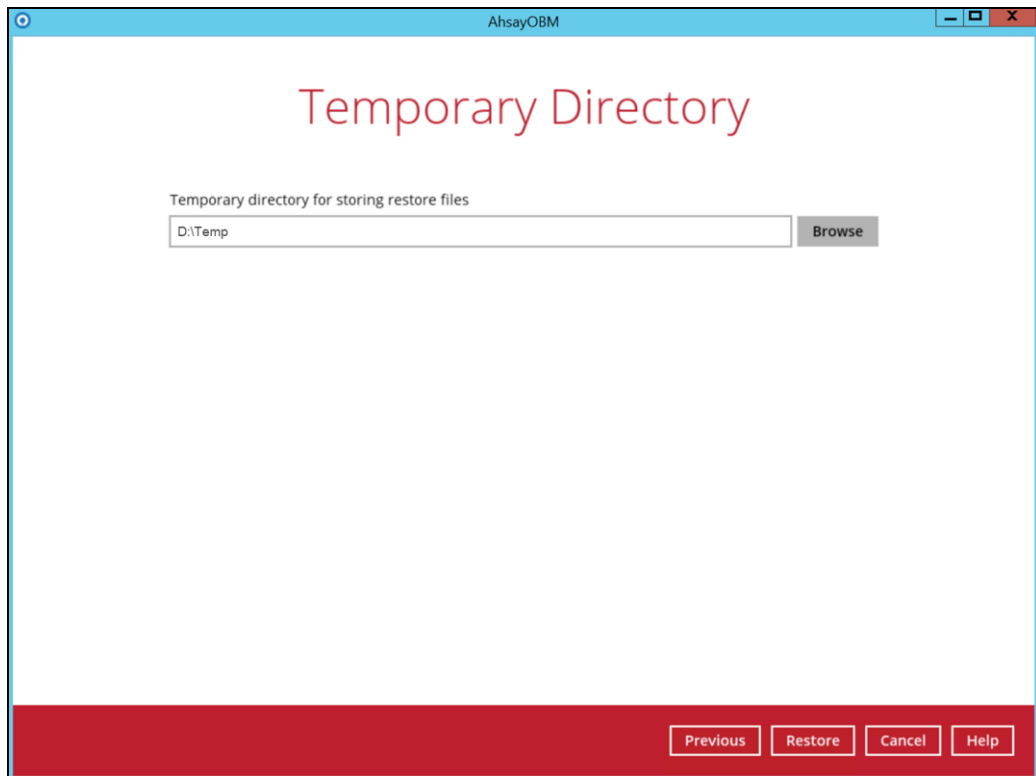 AhsayOBM
Temporary Directory
Temporary directory for storing restore files
D:\Temp
Browse
Previous
Restore
Cancel
Help